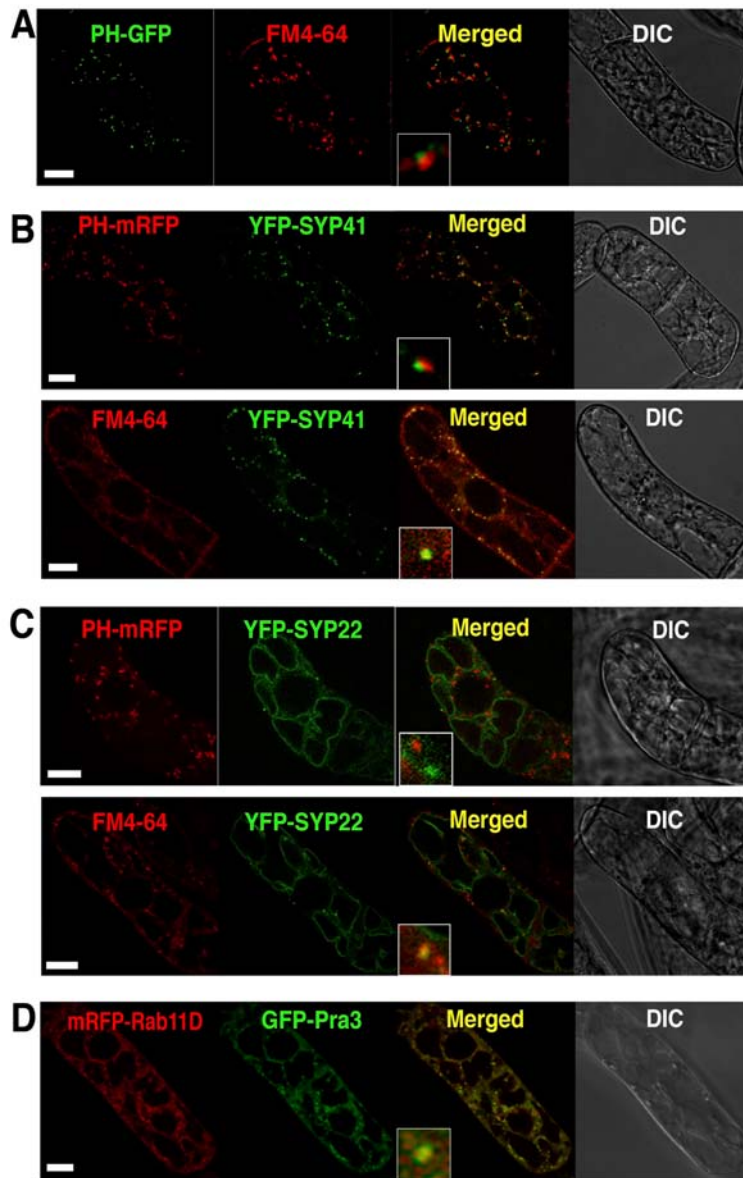 A
PH-GFP FM4-64 Merged DIC
B
PH-mRFP YFP-SYP41 Merged DIC
FM4-64 YFP-SYP41 Merged DIC
C
PH-mRFP YFP-SYP22 Merged DIC
FM4-64 YFP-SYP22 Merged DIC
D
mRFP-Rab11D GFP-Pra3 Merged DIC